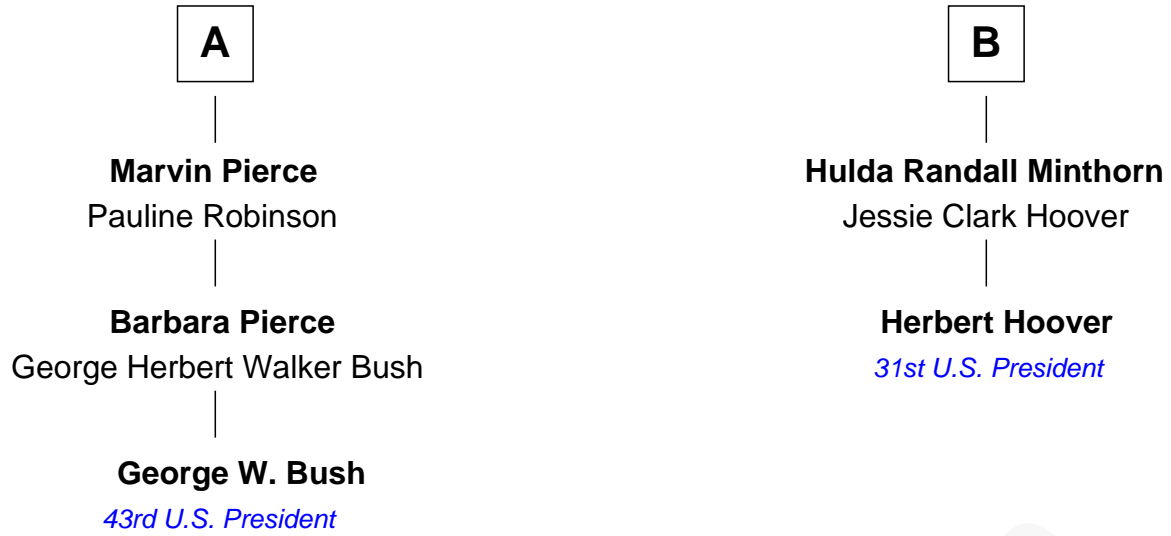 A
Marvin Pierce
Pauline Robinson
Barbara Pierce
George Herbert Walker Bush
George W. Bush
43rd U.S. President
B
Hulda Randall Minthorn
Jessie Clark Hoover
Herbert Hoover
31st U.S. President